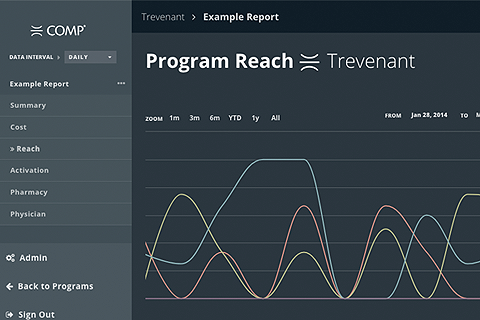 Trevenant > Example Report
COMP
DATA INTERVAL > DAILY
Example Report ...
Summary
Cost
» Reach
Activation
Pharmacy
Physician
Admin
Back to Programs
Sign Out
Program Reach Trevenant
ZOOM 1m 3m 6m YTD 1y All
FROM Jan 28, 2014 TO